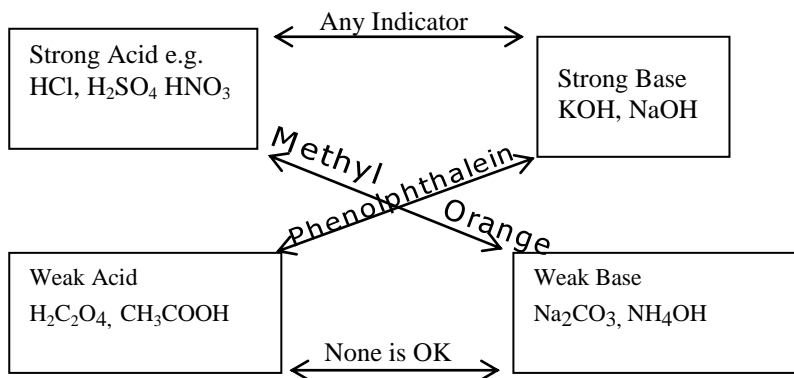 Any Indicator
Strong Acid e.g.
HCl, H₂SO₄ HNO₃
Strong Base
KOH, NaOH
Methyl Orange
Phenolphthalein
Weak Acid
H₂C₂O₄, CH₃COOH
Weak Base
Na₂CO₃, NH₄OH
None is OK